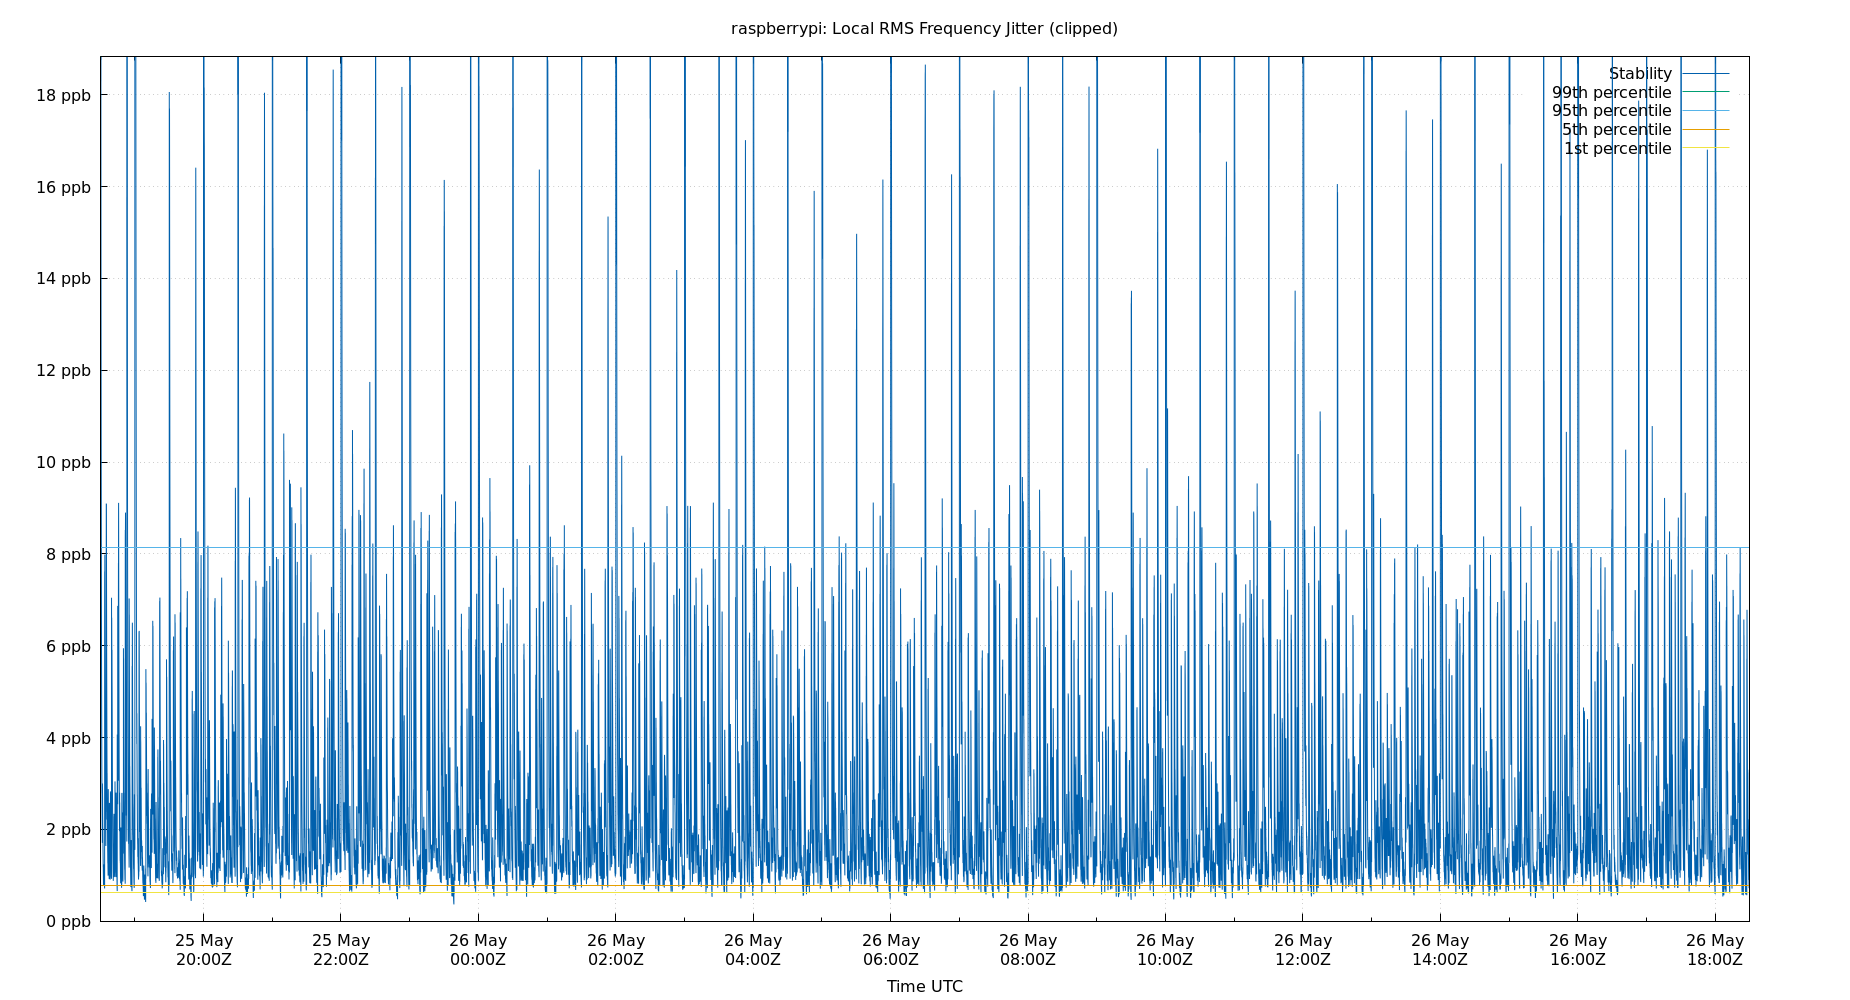 raspberrypi: Local RMS Frequency Jitter (clipped)
Stability
99th percentile
95th percentile
5th percentile
1st percentile
18 ppb
16 ppb
14 ppb
12 ppb
10 ppb
8 ppb
6 ppb
4 ppb
2 ppb
0 ppb
25 May 25 May 26 May 26 May 26 May 26 May 26 May 26 May 26 May 26 May 26 May 26 May
20:00Z 22:00Z 00:00Z 02:00Z 04:00Z 06:00Z 08:00Z 10:00Z 12:00Z 14:00Z 16:00Z 18:00Z
Time UTC